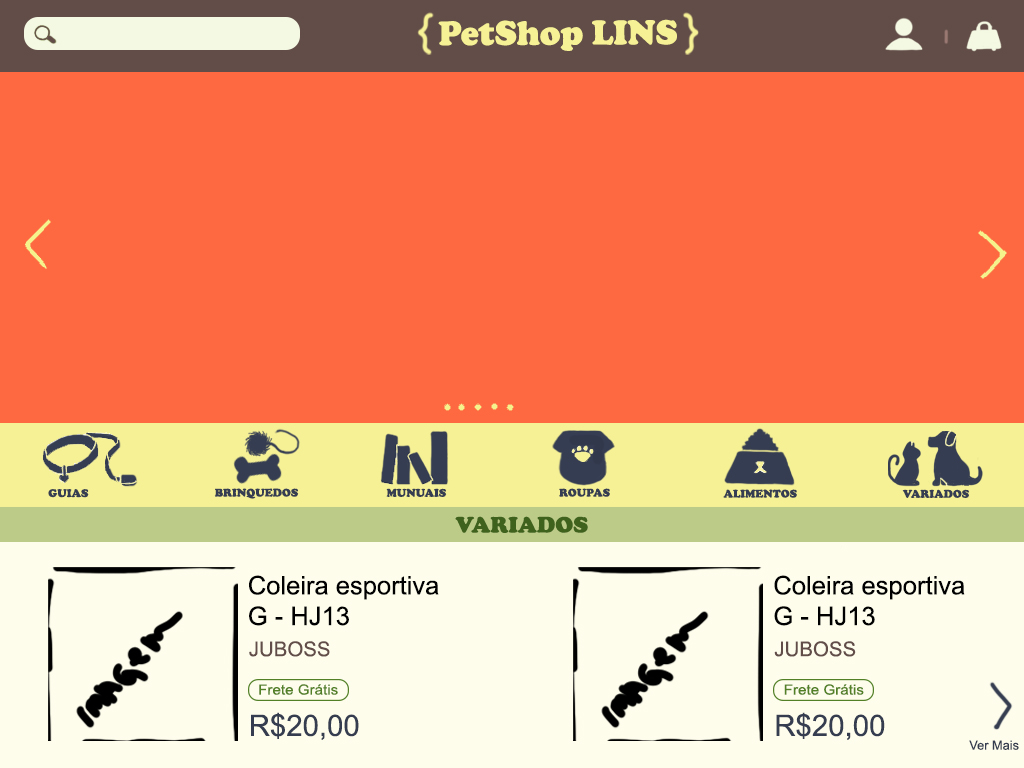 {PetShop LINS}
GUIAS
BRINQUEDOS
MUNUAIS
ROUPAS
ALIMENTOS
VARIADOS
VARIADOS
Coleira esportiva
G - HJ13
JUBOSS
Frete Grátis
R$20,00
Coleira esportiva
G - HJ13
JUBOSS
Frete Grátis
R$20,00
Ver Mais